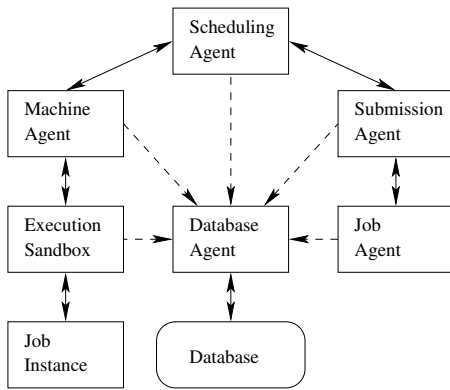 Scheduling
Agent
Machine
Agent
Submission
Agent
Execution
Sandbox
Database
Agent
Job
Agent
Job
Instance
Database